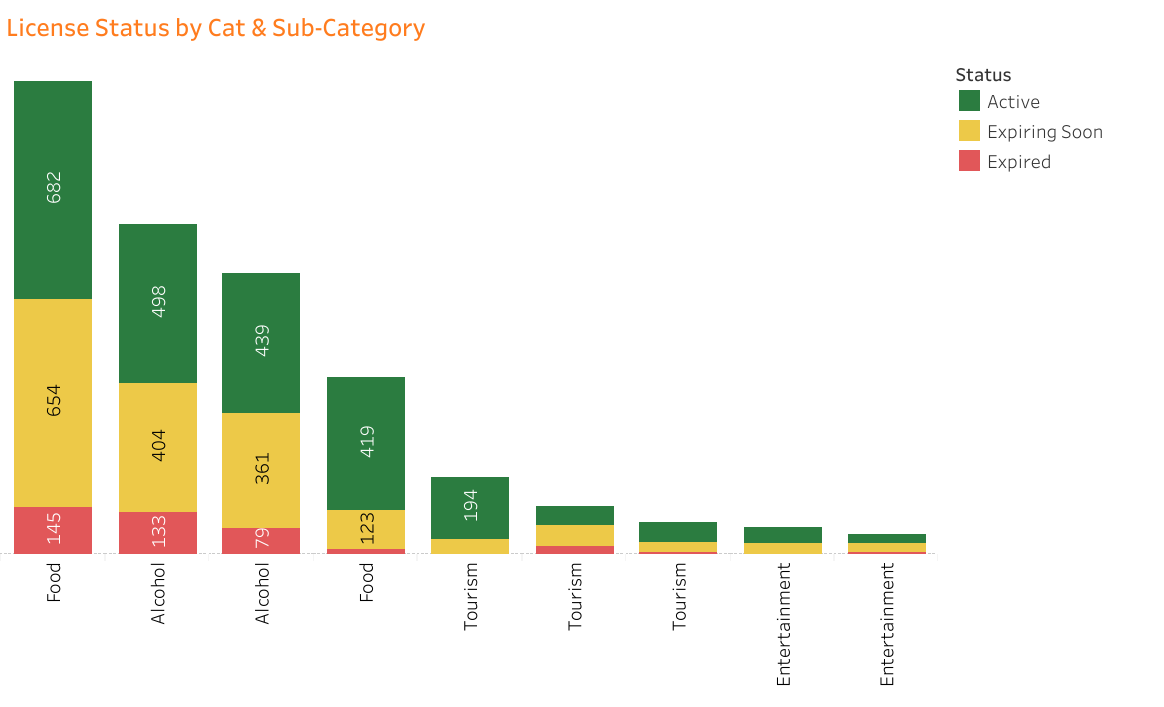 License Status by Cat & Sub-Category
Status
Active
Expiring Soon
Expired
682
654
145
498
404
133
439
361
79
419
123
194
Food
Alcohol
Alcohol
Food
Tourism
Tourism
Tourism
Entertainment
Entertainment